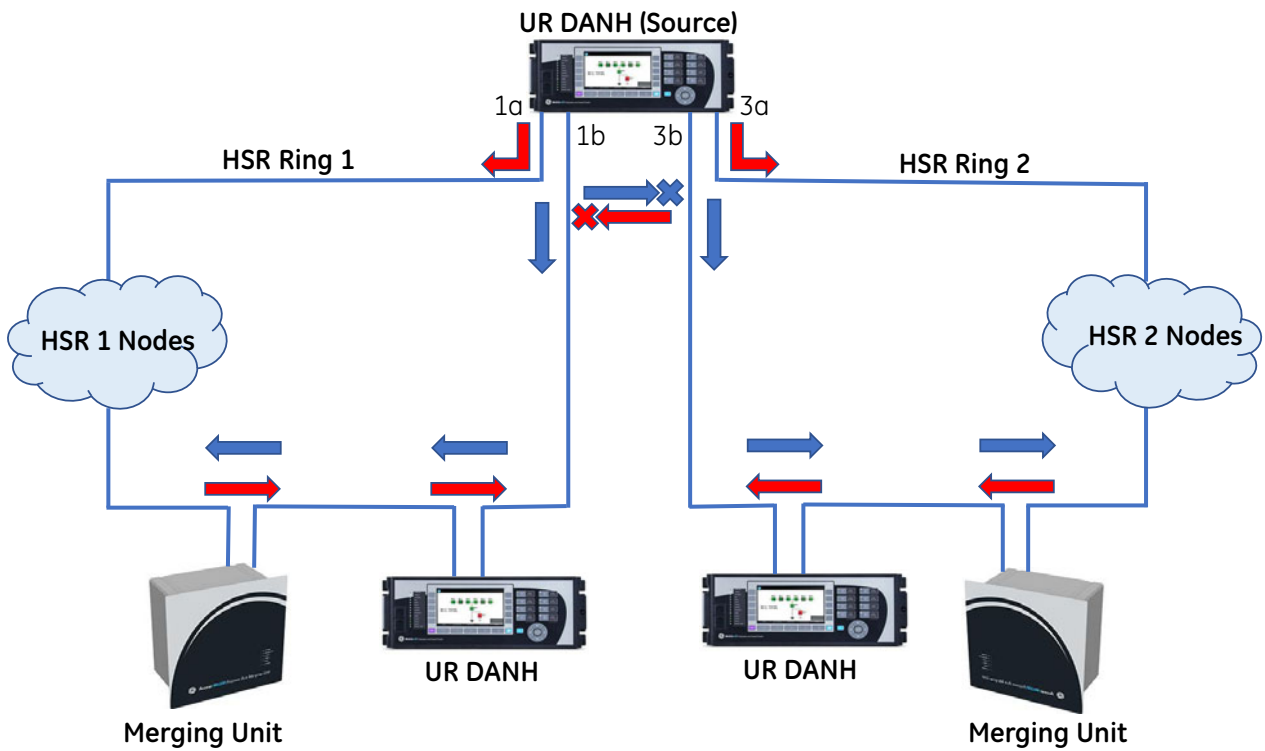 UR DANH (Source)
1a
3a
1b
3b
HSR Ring 1
HSR Ring 2
HSR 1 Nodes
HSR 2 Nodes
UR DANH
UR DANH
Merging Unit
Merging Unit